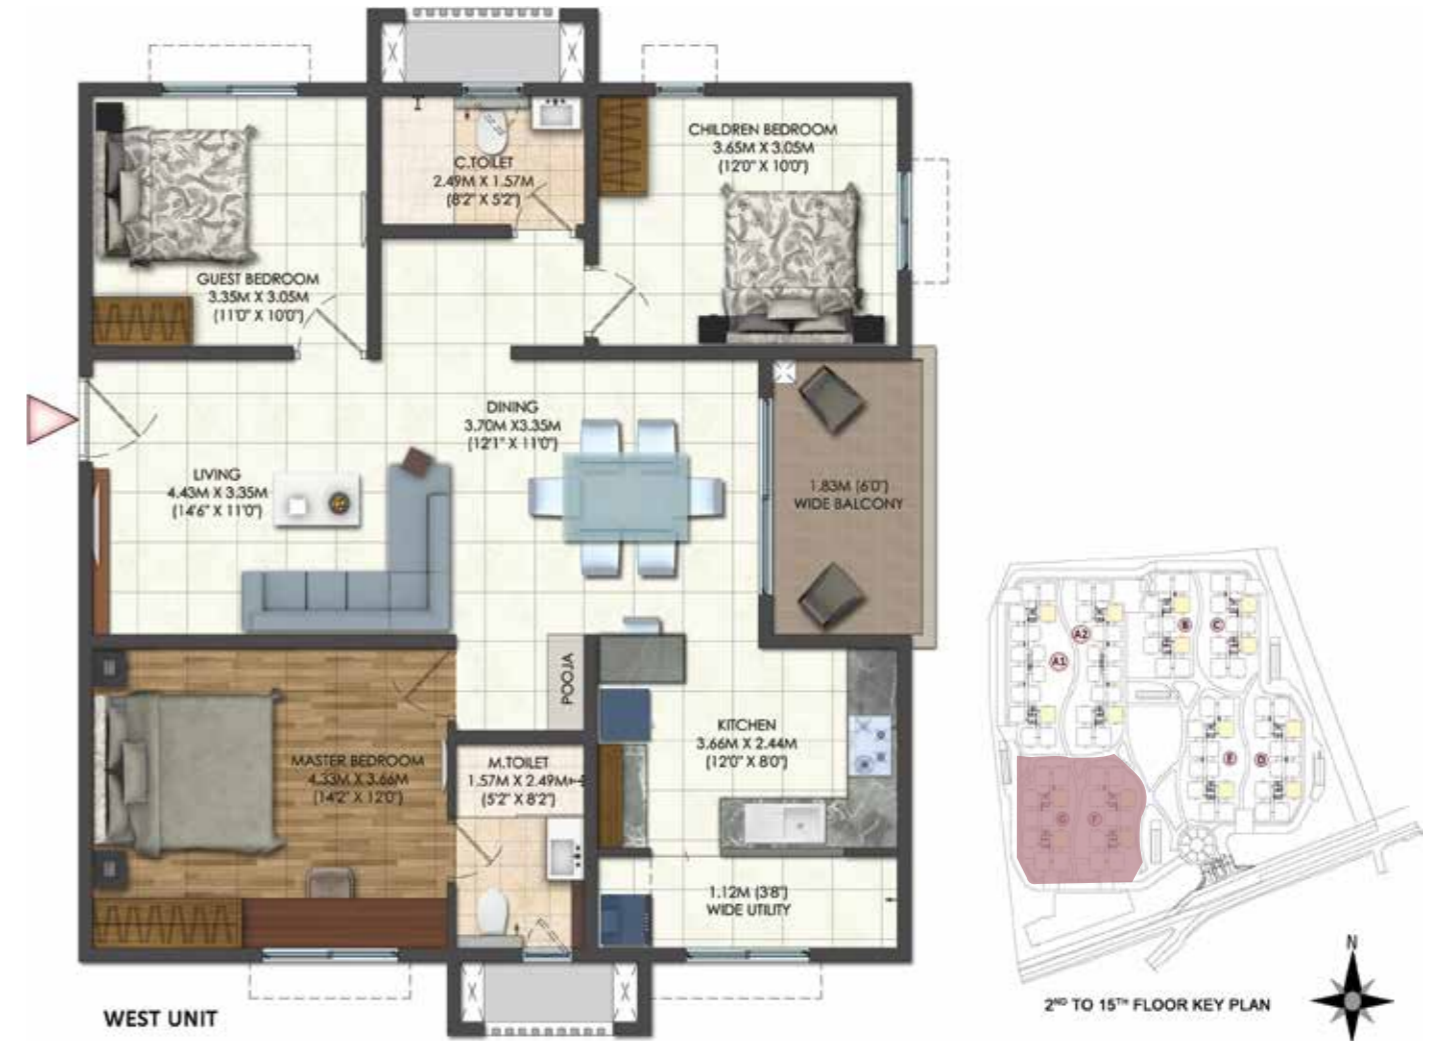 CHILDREN BEDROOM
3.65M X 3.05M
(12'0" X 10'0")
C.TOILET
2.49M X 1.57M
(8'2" X 5'2")
GUEST BEDROOM
3.35M X 3.05M
(11'0" X 10'0")
DINING
3.70M X3.35M
(12'1" X 11'0")
LIVING
4.43M X 3.35M
(14'6" X 11'0")
1.83M (6'0")
WIDE BALCONY
POOJA
KITCHEN
3.66M X 2.44M
(12'0" X 8'0")
MASTER BEDROOM
4.33M X 3.66M
(14'2" X 12'0")
M.TOILET
1.57M X 2.49M
(5'2" X 8'2")
1.12M (3'8")
WIDE UTILITY
WEST UNIT
A2
B
C
A1
E
D
G
F
N
2ND TO 15TH FLOOR KEY PLAN